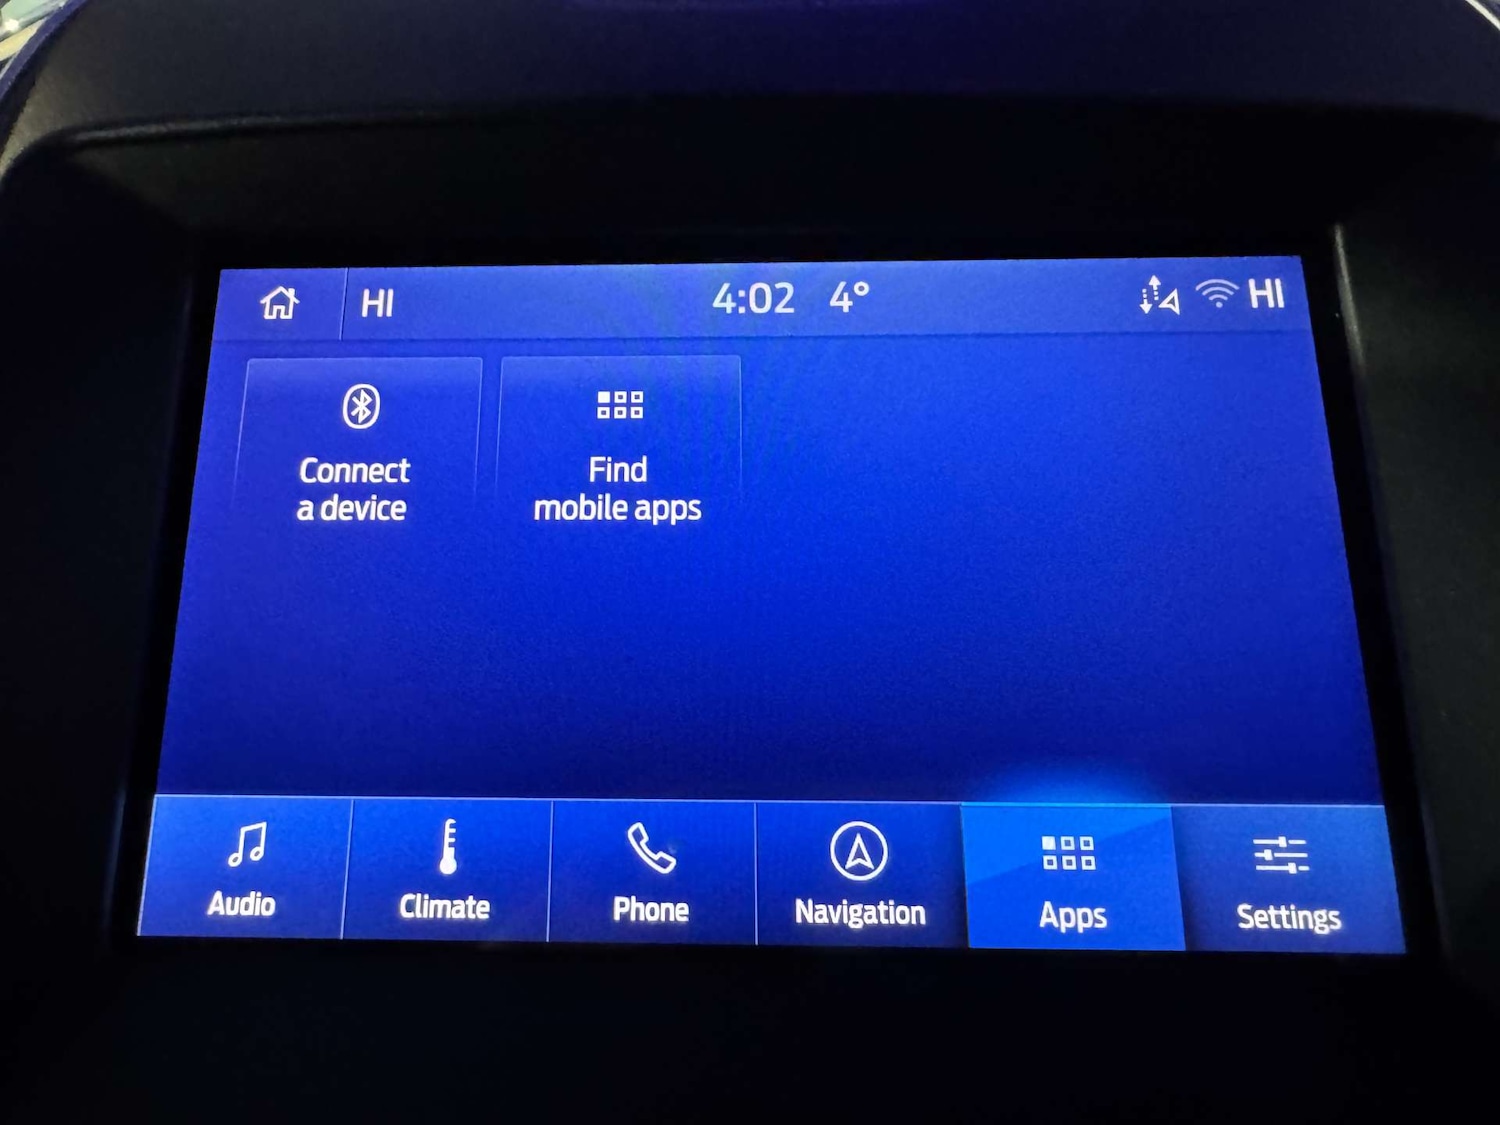 HI
4:02 4°
HI
Connect
a device
Find
mobile apps
Audio
Climate
Phone
Navigation
Apps
Settings